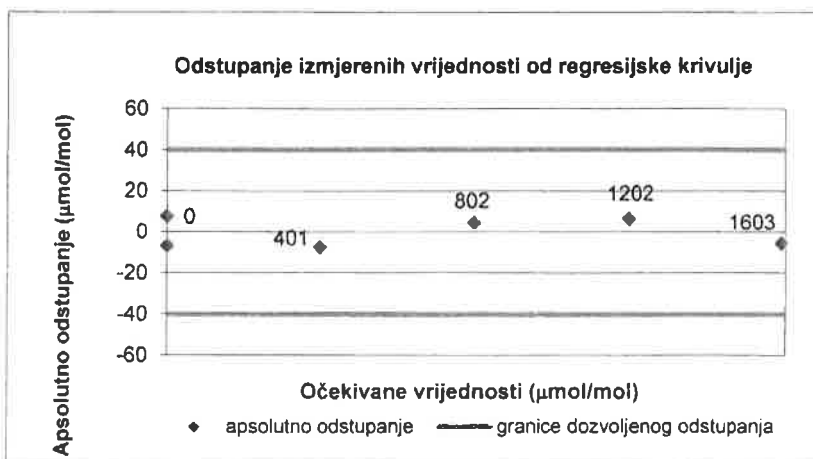 Odstupanje izmjerenih vrijednosti od regresijske krivulje
Apsolutno odstupanje (µmol/mol)
60
40
20
0
-20
-40
-60
0
401
802
1202
1603
Očekivane vrijednosti (µmol/mol)
apsolutno odstupanje
granice dozvoljenog odstupanja